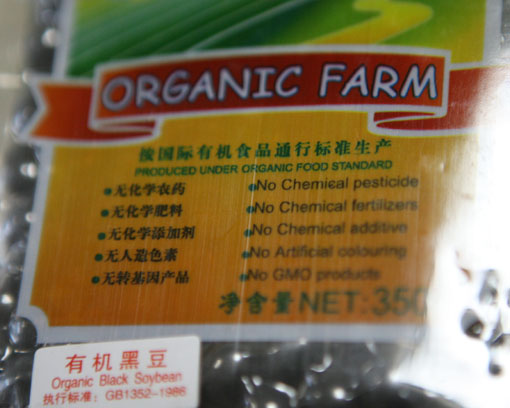 ORGANIC FARM
按国际有机食品通行标准生产
PRODUCED UNDER ORGANIC FOOD STANDARD
•无化学农药 •No Chemical pesticide
•无化学肥料 •No Chemical fertilizers
•无化学添加剂 •No Chemical additive
•无人造色素 •No Artificial colouring
•无转基因产品 •No GMO products
净含量NET:350
有机黑豆
Organic Black Soybean
执行标准: GB1352-1986